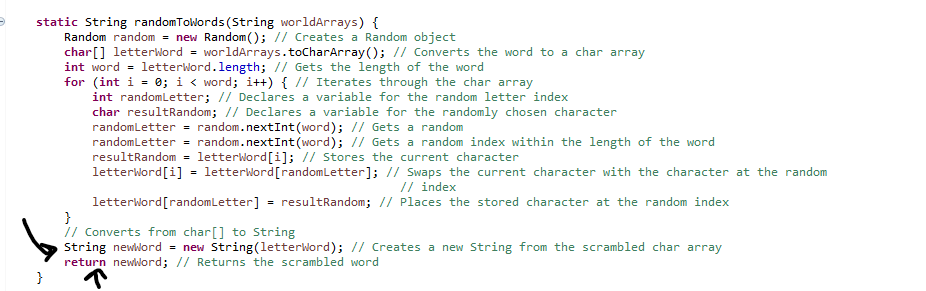 static String randomToWords(String worldArrays) {
Random random = new Random(); // Creates a Random object
char[] letterWord = worldArrays.toCharArray(); // Converts the word to a char array
int word = letterWord.length; // Gets the length of the word
for (int i = 0; i < word; i++) { // Iterates through the char array
int randomLetter; // Declares a variable for the random letter index
char resultRandom; // Declares a variable for the randomly chosen character
randomLetter = random.nextInt(word); // Gets a random
randomLetter = random.nextInt(word); // Gets a random index within the length of the word
resultRandom = letterWord[i]; // Stores the current character
letterWord[i] = letterWord[randomLetter]; // Swaps the current character with the character at the random
// index
letterWord[randomLetter] = resultRandom; // Places the stored character at the random index
}
// Converts from char[] to String
String newWord = new String(letterWord); // Creates a new String from the scrambled char array
return newWord; // Returns the scrambled word
}